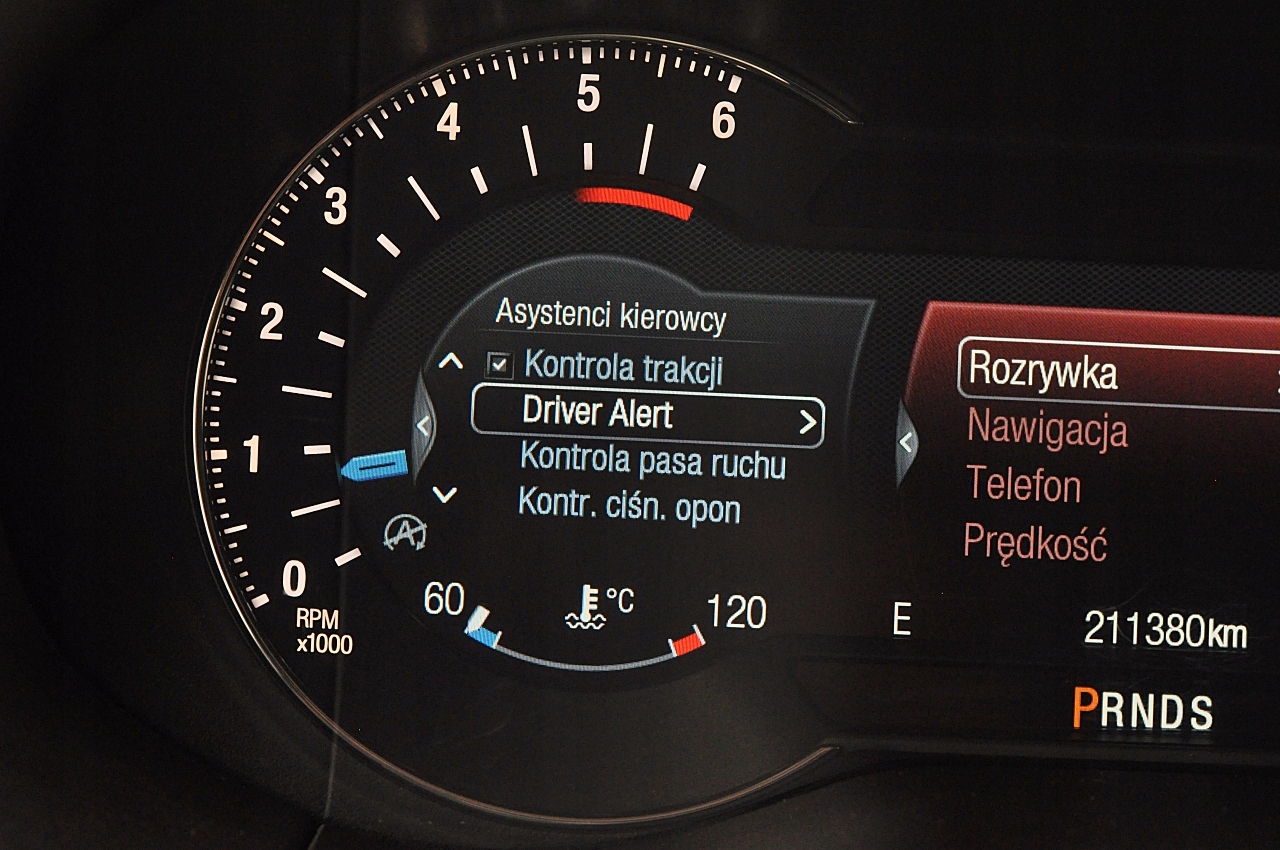 6
5
4
3
2
1
0
RPM
x1000
Asystenci kierowcy
Kontrola trakcji
Driver Alert
Kontrola pasa ruchu
Kontr. ciśn. opon
A
60
°C
120
Rozrywka
Nawigacja
Telefon
Prędkość
E
211380km
PRNDS